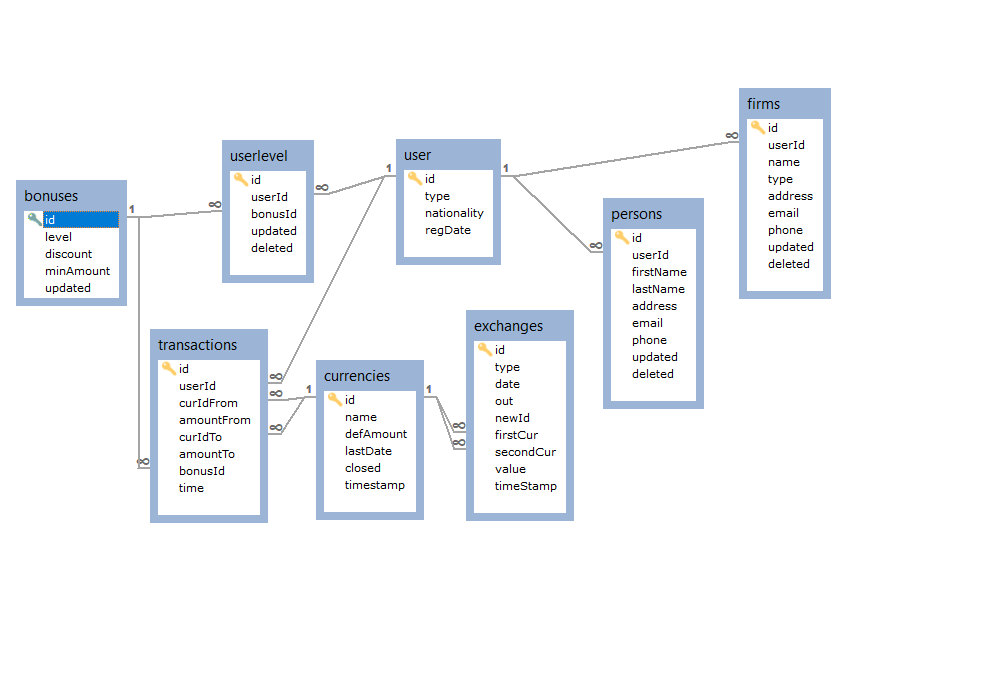 bonuses
id
level
discount
minAmount
updated
1
∞
userlevel
id
userId
bonusId
updated
deleted
∞
1
user
id
type
nationality
regDate
1
∞
firms
id
userId
name
type
address
email
phone
updated
deleted
∞
persons
id
userId
firstName
lastName
address
email
phone
updated
deleted
∞
transactions
id
userId
curIdFrom
amountFrom
curIdTo
amountTo
bonusId
time
∞
∞
∞
1
currencies
id
name
defAmount
lastDate
closed
timestamp
1
∞
∞
exchanges
id
type
date
out
newId
firstCur
secondCur
value
timeStamp